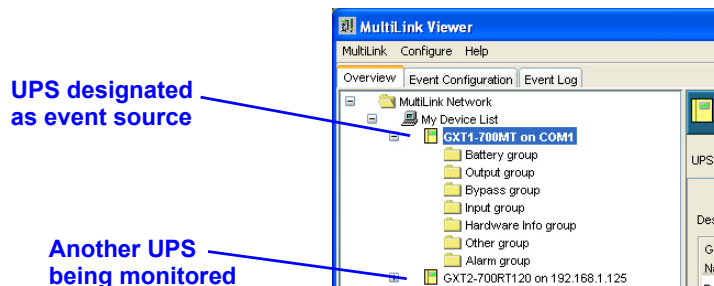 MultiLink Viewer
MultiLink Configure Help
Overview Event Configuration Event Log
UPS designated
as event source
MultiLink Network
My Device List
GXT1-700MT on COM1
Battery group
Output group
Bypass group
Input group
Hardware Info group
Other group
Alarm group
Another UPS
being monitored
GXT2-700RT120 on 192.168.1.125
UPS
Des
G
Na